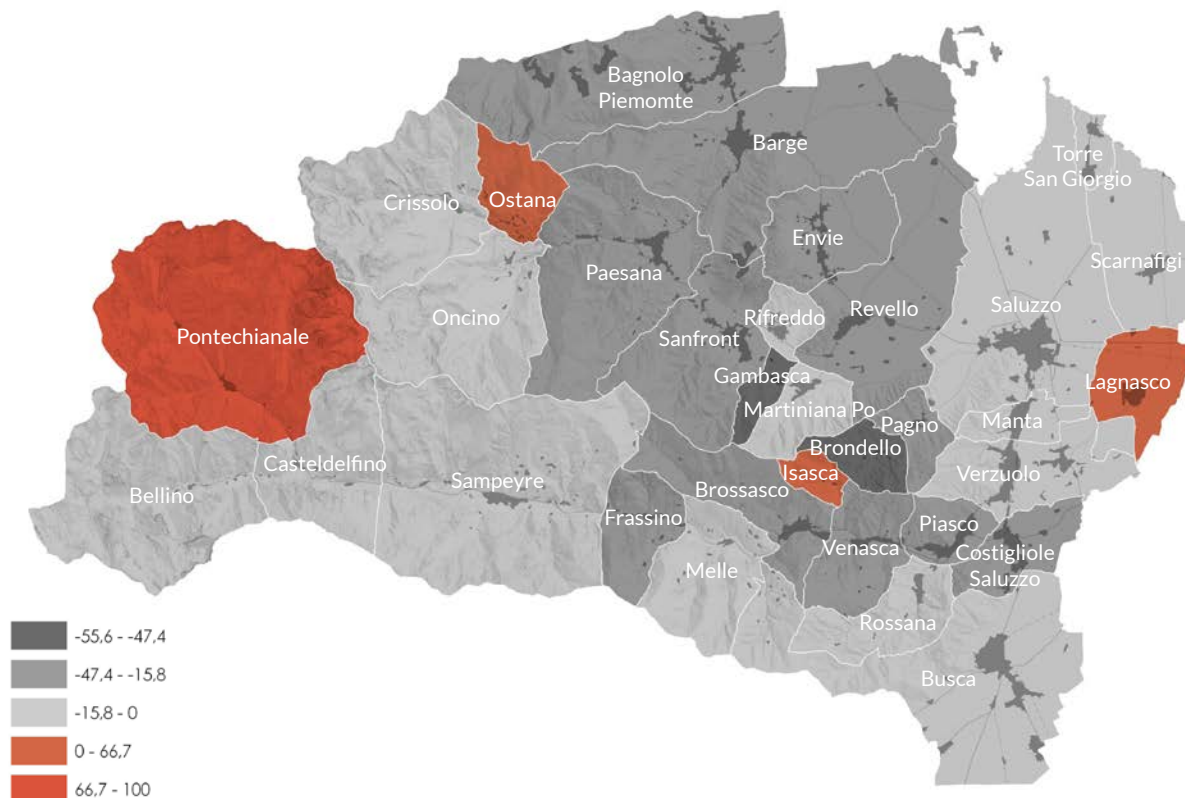 Bagnolo
Piemomte
Barge
Torre
San Giorgio
Crissolo
Ostana
Envie
Scarnafigi
Paesana
Saluzzo
Oncino
Rifreddo
Revello
Pontechianale
Sanfront
Gambasca
Lagnasco
Martiniana Po
Pagno
Manta
Brondello
Casteldelfino
Isasca
Verzuolo
Bellino
Sampeyre
Brossasco
Frassino
Piasco
Venasca
Costigliole
Saluzzo
Melle
Rossana
Busca
-55,6 - -47,4
-47,4 - -15,8
-15,8 - 0
0 - 66,7
66,7 - 100